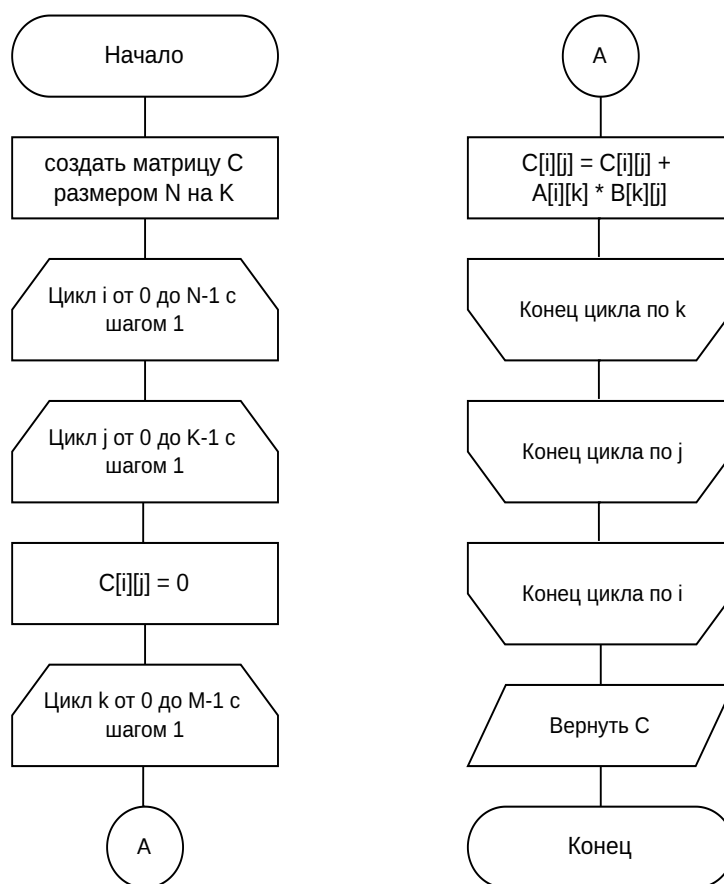 Начало
создать матрицу C
размером N на K
Цикл i от 0 до N-1 с
шагом 1
Цикл j от 0 до K-1 с
шагом 1
C[i][j] = 0
Цикл k от 0 до M-1 с
шагом 1
A
A
C[i][j] = C[i][j] +
A[i][k] * B[k][j]
Конец цикла по k
Конец цикла по j
Конец цикла по i
Вернуть C
Конец